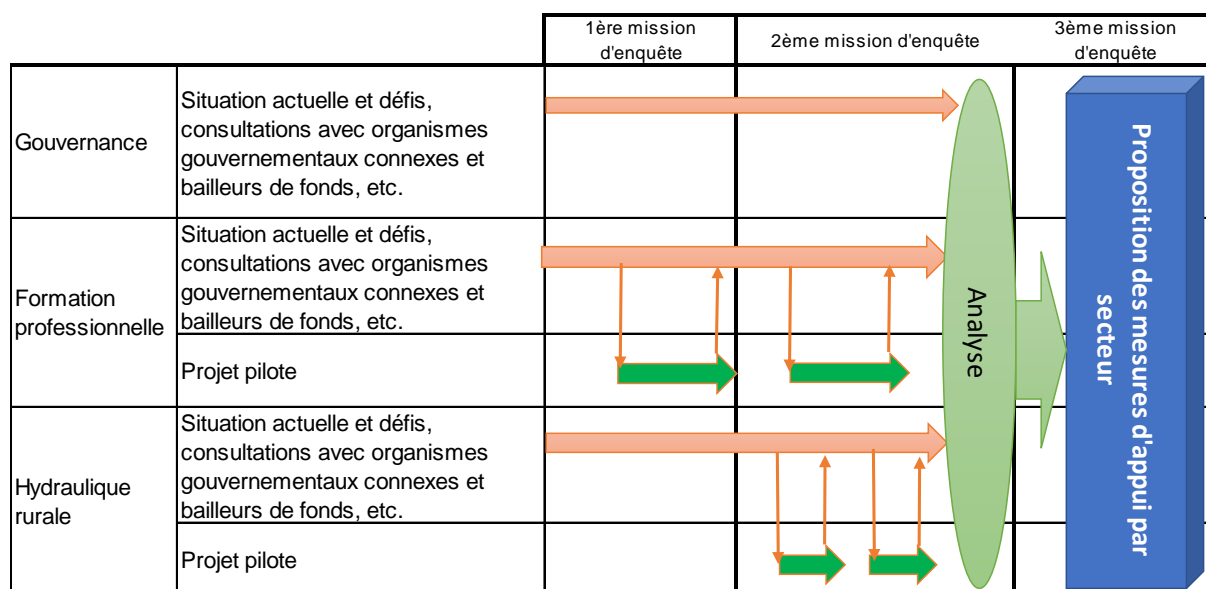 1ère mission
d'enquête
2ème mission d'enquête
3ème mission
d'enquête
Gouvernance
Situation actuelle et défis,
consultations avec organismes
gouvernementaux connexes et
bailleurs de fonds, etc.
Formation
professionnelle
Situation actuelle et défis,
consultations avec organismes
gouvernementaux connexes et
bailleurs de fonds, etc.
Projet pilote
Hydraulique
rurale
Situation actuelle et défis,
consultations avec organismes
gouvernementaux connexes et
bailleurs de fonds, etc.
Projet pilote
Analyse
Proposition des mesures d'appui par
secteur